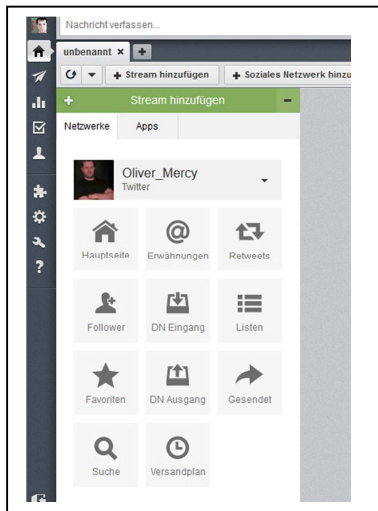 Nachricht verfassen...
unbenannt × +
+ Stream hinzufügen + Soziales Netzwerk hinzu
+ Stream hinzufügen −
Netzwerke Apps
Oliver_Mercy
Twitter
Hauptseite Erwähnungen Retweets
Follower DN Eingang Listen
Favoriten DN Ausgang Gesendet
Suche Versandplan